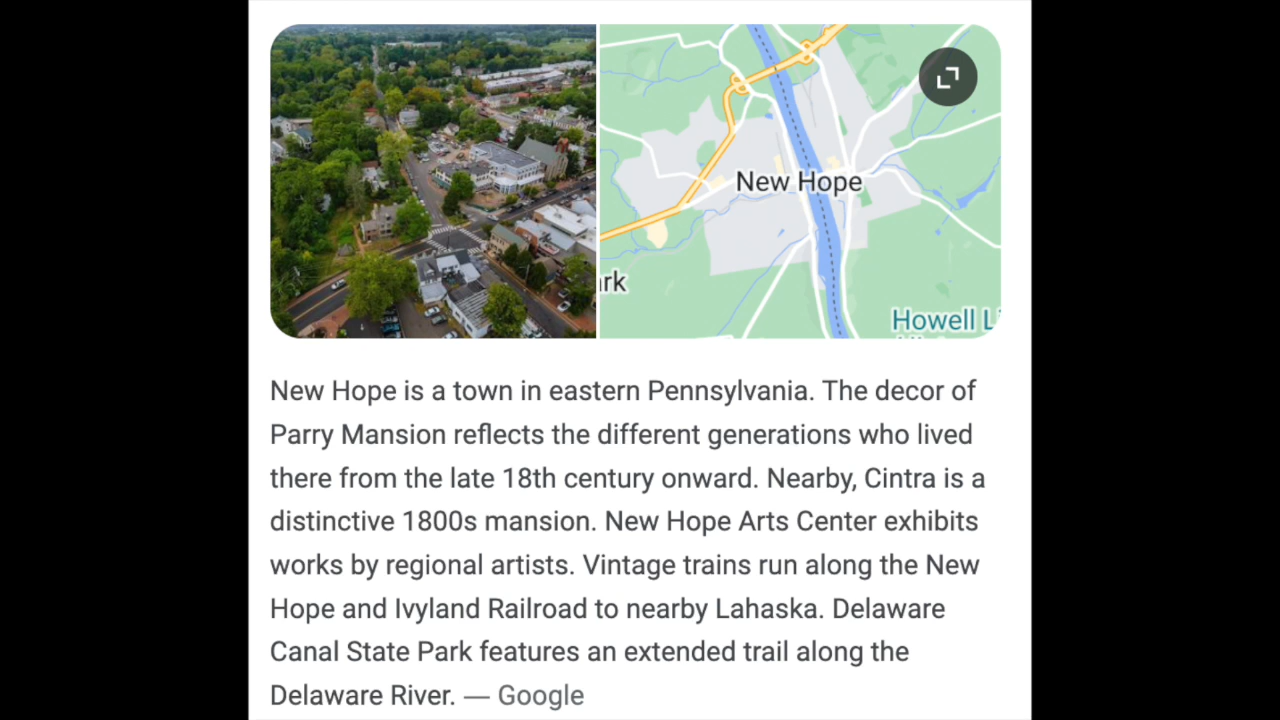 New Hope
rk
Howell Li
New Hope is a town in eastern Pennsylvania. The decor of
Parry Mansion reflects the different generations who lived
there from the late 18th century onward. Nearby, Cintra is a
distinctive 1800s mansion. New Hope Arts Center exhibits
works by regional artists. Vintage trains run along the New
Hope and Ivyland Railroad to nearby Lahaska. Delaware
Canal State Park features an extended trail along the
Delaware River. — Google